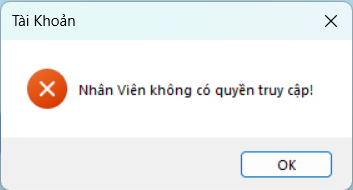 Tài Khoản
Nhân Viên không có quyền truy cập!
OK